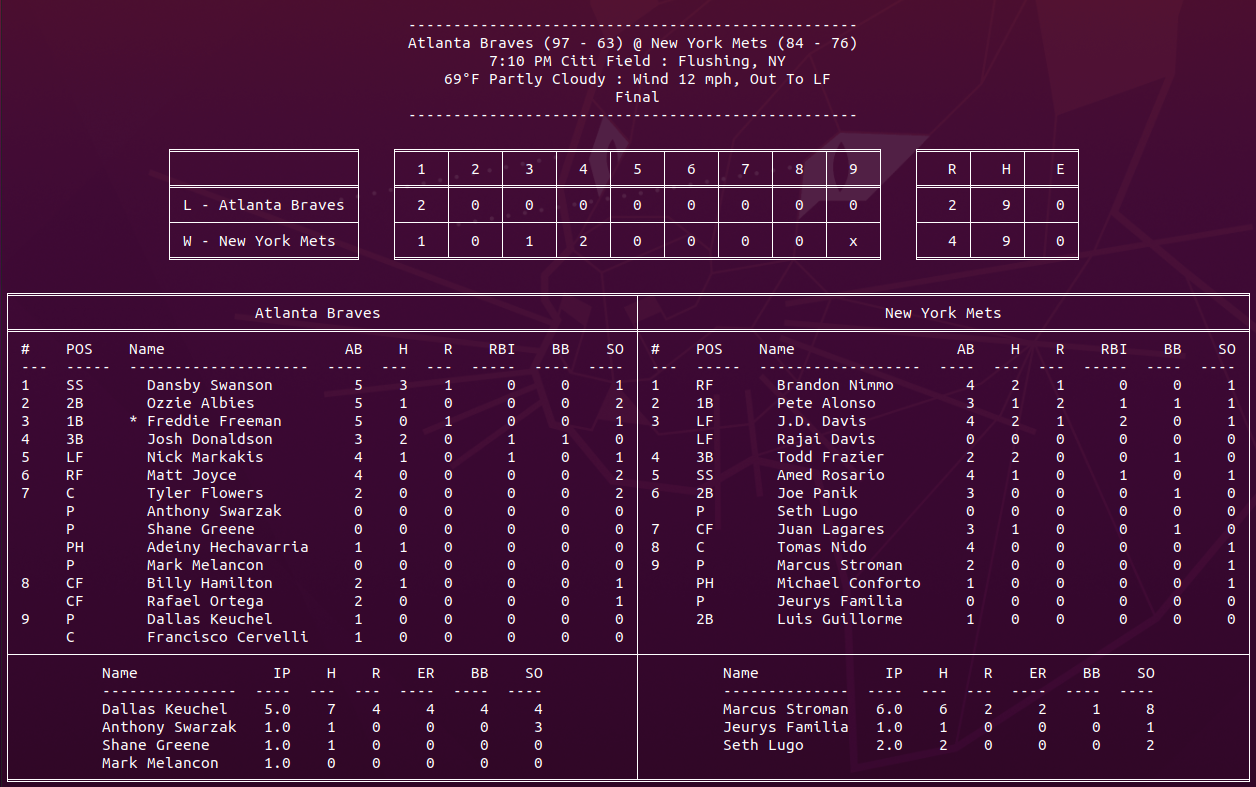 --------------------------------------------------
Atlanta Braves (97 - 63) @ New York Mets (84 - 76)
7:10 PM Citi Field : Flushing, NY
69°F Partly Cloudy : Wind 12 mph, Out To LF
Final
--------------------------------------------------
1 2 3 4 5 6 7 8 9 R H E
L - Atlanta Braves 2 0 0 0 0 0 0 0 0 2 9 0
W - New York Mets 1 0 1 2 0 0 0 0 x 4 9 0
Atlanta Braves
# POS Name AB H R RBI BB SO
--- ----- -------------------- ---- --- --- ----- ---- ----
1 SS Dansby Swanson 5 3 1 0 0 1
2 2B Ozzie Albies 5 1 0 0 0 2
3 1B * Freddie Freeman 5 0 1 0 0 1
4 3B Josh Donaldson 3 2 0 1 1 0
5 LF Nick Markakis 4 1 0 1 0 1
6 RF Matt Joyce 4 0 0 0 0 2
7 C Tyler Flowers 2 0 0 0 0 2
P Anthony Swarzak 0 0 0 0 0 0
P Shane Greene 0 0 0 0 0 0
PH Adeiny Hechavarria 1 1 0 0 0 0
P Mark Melancon 0 0 0 0 0 0
8 CF Billy Hamilton 2 1 0 0 0 1
CF Rafael Ortega 2 0 0 0 0 1
9 P Dallas Keuchel 1 0 0 0 0 0
C Francisco Cervelli 1 0 0 0 0 0
Name IP H R ER BB SO
--------------- ---- --- --- ---- ---- ----
Dallas Keuchel 5.0 7 4 4 4 4
Anthony Swarzak 1.0 1 0 0 0 3
Shane Greene 1.0 1 0 0 0 0
Mark Melancon 1.0 0 0 0 0 0
New York Mets
# POS Name AB H R RBI BB SO
--- ----- ------------------ ---- --- --- ----- ---- ----
1 RF Brandon Nimmo 4 2 1 0 0 1
2 1B Pete Alonso 3 1 2 1 1 1
3 LF J.D. Davis 4 2 1 2 0 1
LF Rajai Davis 0 0 0 0 0 0
4 3B Todd Frazier 2 2 0 0 1 0
5 SS Amed Rosario 4 1 0 1 0 1
6 2B Joe Panik 3 0 0 0 1 0
P Seth Lugo 0 0 0 0 0 0
7 CF Juan Lagares 3 1 0 0 1 0
8 C Tomas Nido 4 0 0 0 0 1
9 P Marcus Stroman 2 0 0 0 0 1
PH Michael Conforto 1 0 0 0 0 1
P Jeurys Familia 0 0 0 0 0 0
2B Luis Guillorme 1 0 0 0 0 0
Name IP H R ER BB SO
-------------- ---- --- --- ---- ---- ----
Marcus Stroman 6.0 6 2 2 1 8
Jeurys Familia 1.0 1 0 0 0 1
Seth Lugo 2.0 2 0 0 0 2